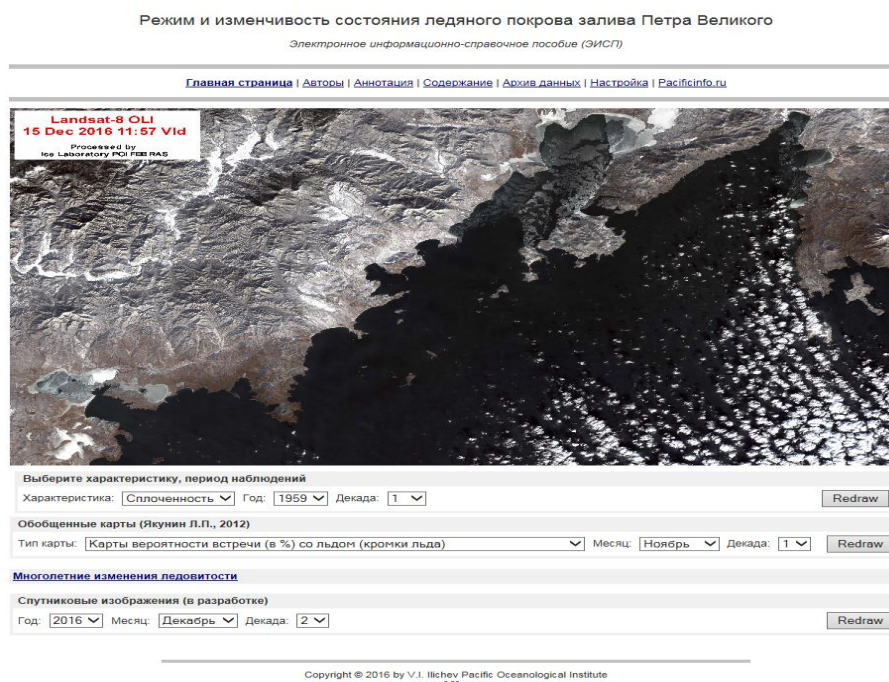 Режим и изменчивость состояния ледяного покрова залива Петра Великого
Электронное информационно-справочное пособие (ЭИСП)
Главная страница | Авторы | Аннотация | Содержание | Архив данных | Настройка | Pacificinfo.ru
Landsat-8 OLI
15 Dec 2016 11:57 Vld
Processed by
Ice Laboratory POI FEB RAS
Выберите характеристику, период наблюдений
Характеристика: Сплоченность Год: 1959 Декада: 1 Redraw
Обобщенные карты (Якунин Л.П., 2012)
Тип карты: Карты вероятности встречи (в %) со льдом (кромки льда) Месяц: Ноябрь Декада: 1 Redraw
Многолетние изменения ледовитости
Спутниковые изображения (в разработке)
Год: 2016 Месяц: Декабрь Декада: 2 Redraw
Copyright © 2016 by V.I. Ilichev Pacific Oceanological Institute